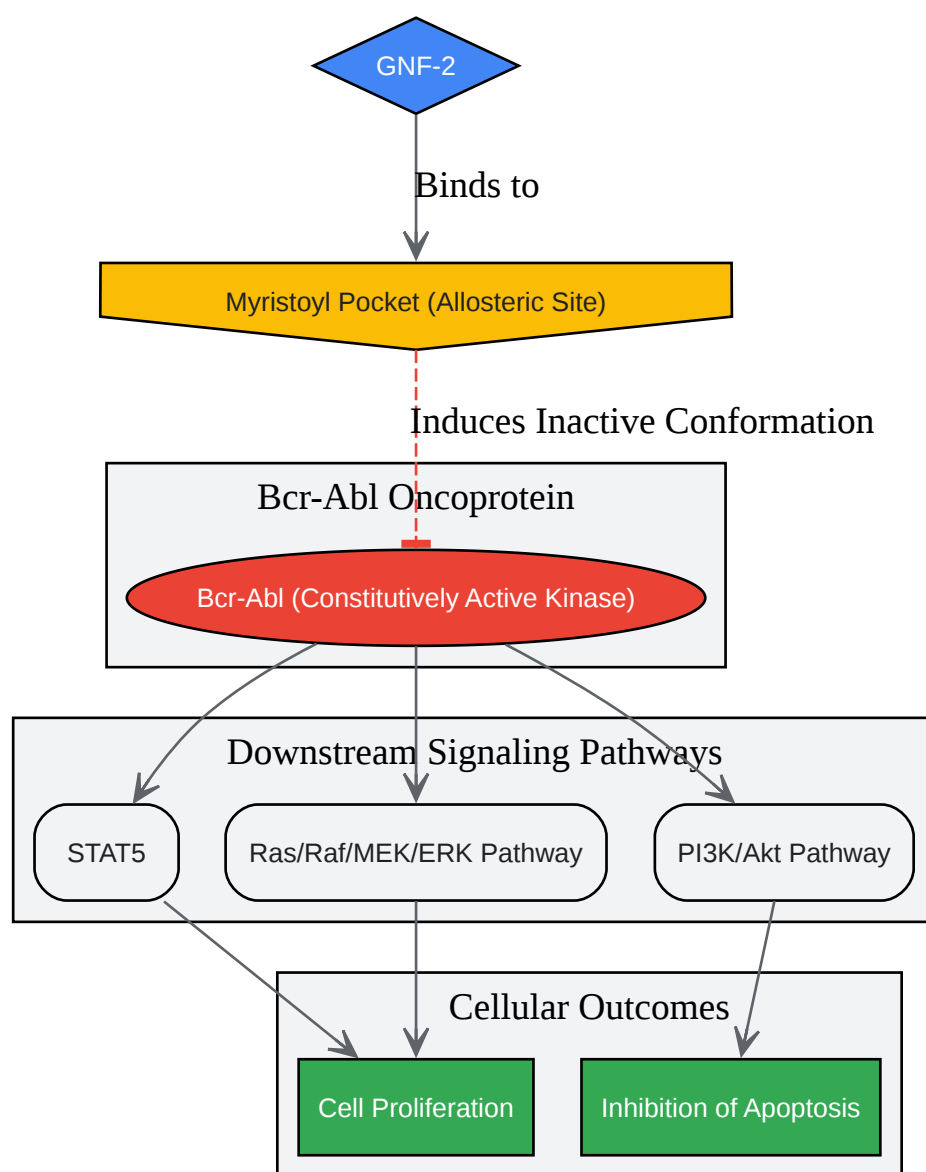 GNF-2
Binds to
Myristoyl Pocket (Allosteric Site)
Induces Inactive Conformation
Bcr-Abl Oncoprotein
Bcr-Abl (Constitutively Active Kinase)
Downstream Signaling Pathways
STAT5
Ras/Raf/MEK/ERK Pathway
PI3K/Akt Pathway
Cellular Outcomes
Cell Proliferation
Inhibition of Apoptosis